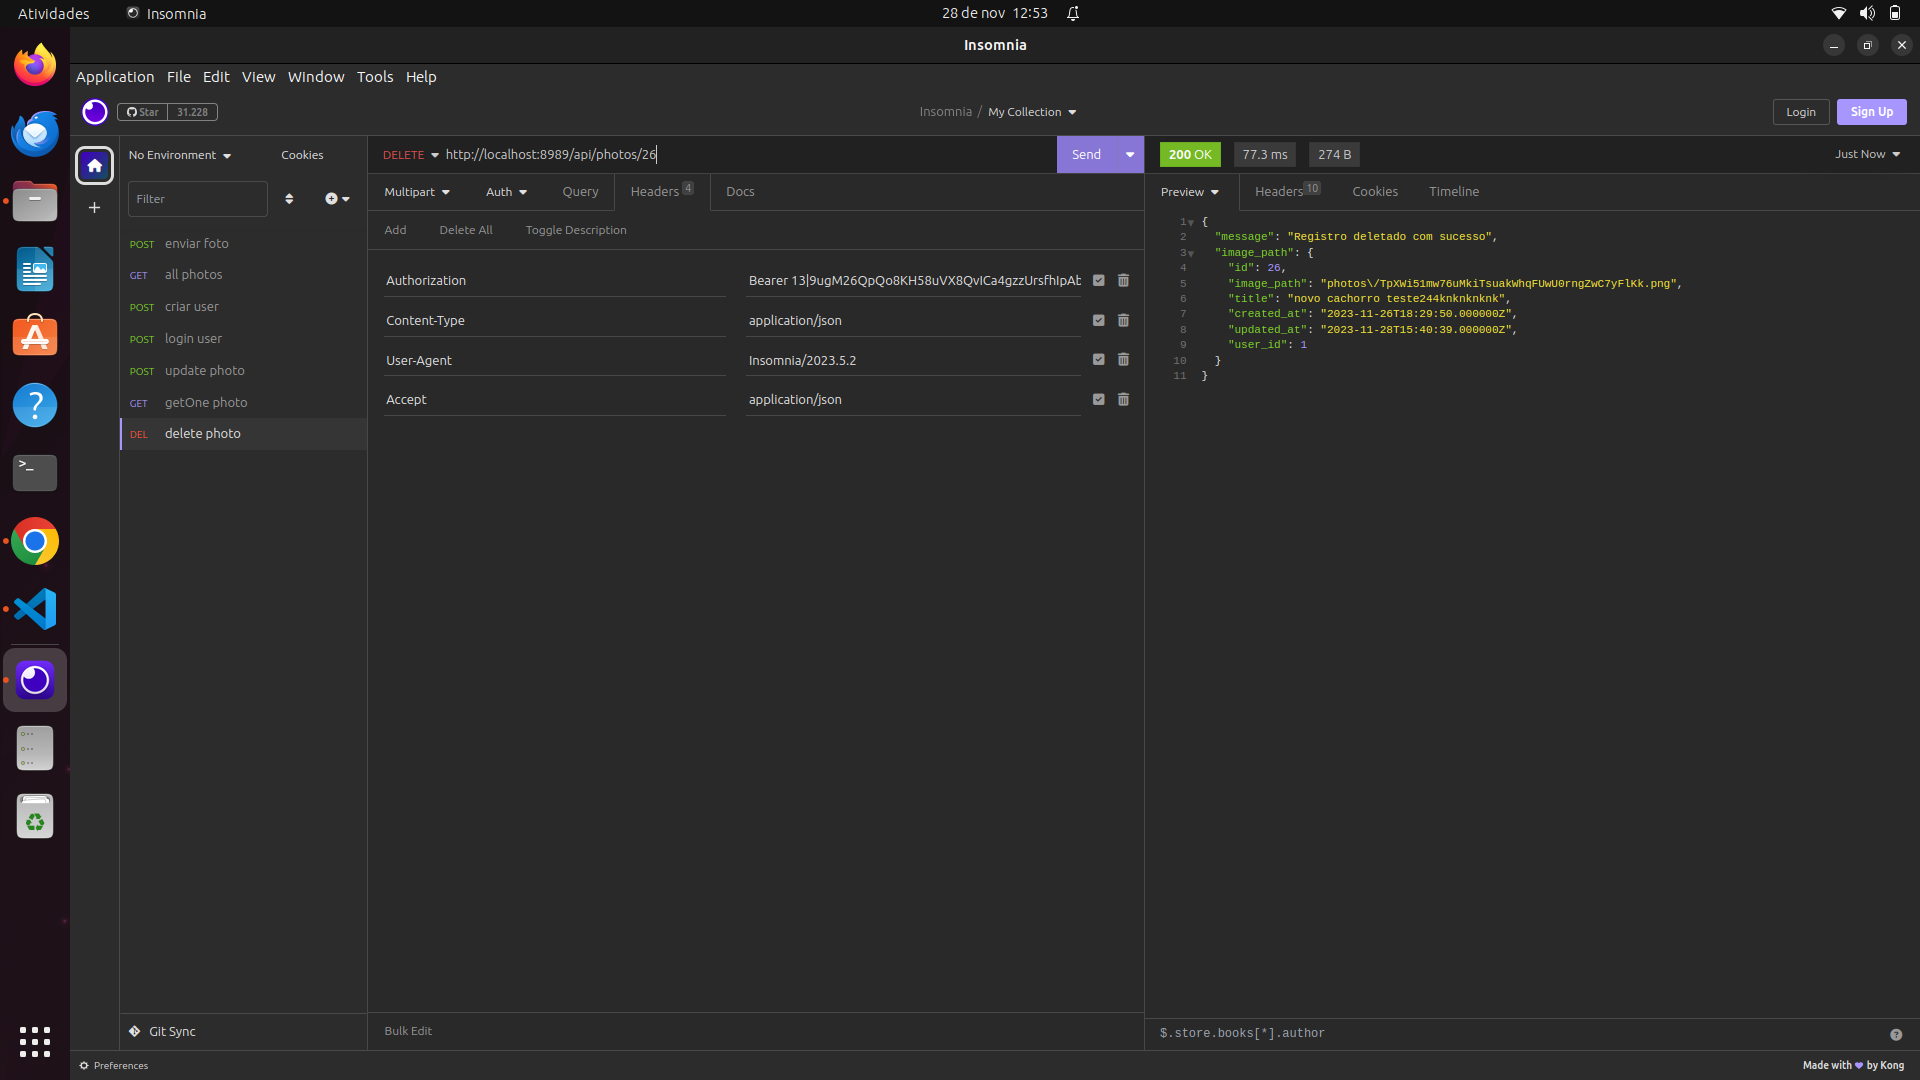 Atividades Insomnia 28 de nov 12:53
Insomnia
Application File Edit View Window Tools Help
Star 31.228 Insomnia / My Collection Login Sign Up
No Environment Cookies
Filter
POST enviar foto
GET all photos
POST criar user
POST login user
POST update photo
GET getOne photo
DEL delete photo
Git Sync
Preferences
DELETE http://localhost:8989/api/photos/26 Send
Multipart Auth Query Headers 4 Docs
Add Delete All Toggle Description
Authorization Bearer 13|9ugM26QpQo8KH58uVX8QvICa4gzzUrsfhIpAb
Content-Type application/json
User-Agent Insomnia/2023.5.2
Accept application/json
Bulk Edit
200 OK 77.3 ms 274 B Just Now
Preview Headers 10 Cookies Timeline
1 {
2 "message": "Registro deletado com sucesso",
3 "image_path": {
4 "id": 26,
5 "image_path": "photos\/TpXWi51mw76uMkiTsuakWhqFUwU0rngZwC7yFlKk.png",
6 "title": "novo cachorro teste244knknknknk",
7 "created_at": "2023-11-26T18:29:50.000000Z",
8 "updated_at": "2023-11-28T15:40:39.000000Z",
9 "user_id": 1
10 }
11 }
$.store.books[*].author
Made with by Kong